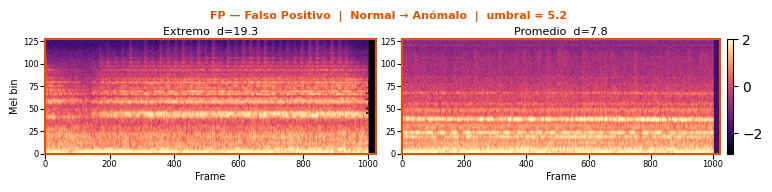 FP — Falso Positivo | Normal → Anómalo | umbral = 5.2
Extremo d=19.3
Promedio d=7.8
Mel bin
125
100
75
50
25
0
0 200 400 600 800 1000
Frame
125
100
75
50
25
0
0 200 400 600 800 1000
Frame
2
0
−2